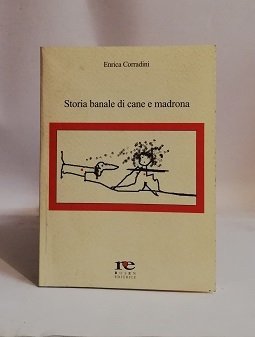 Enrica Corradini
Storia banale di cane e madrona
re
EDITRICE